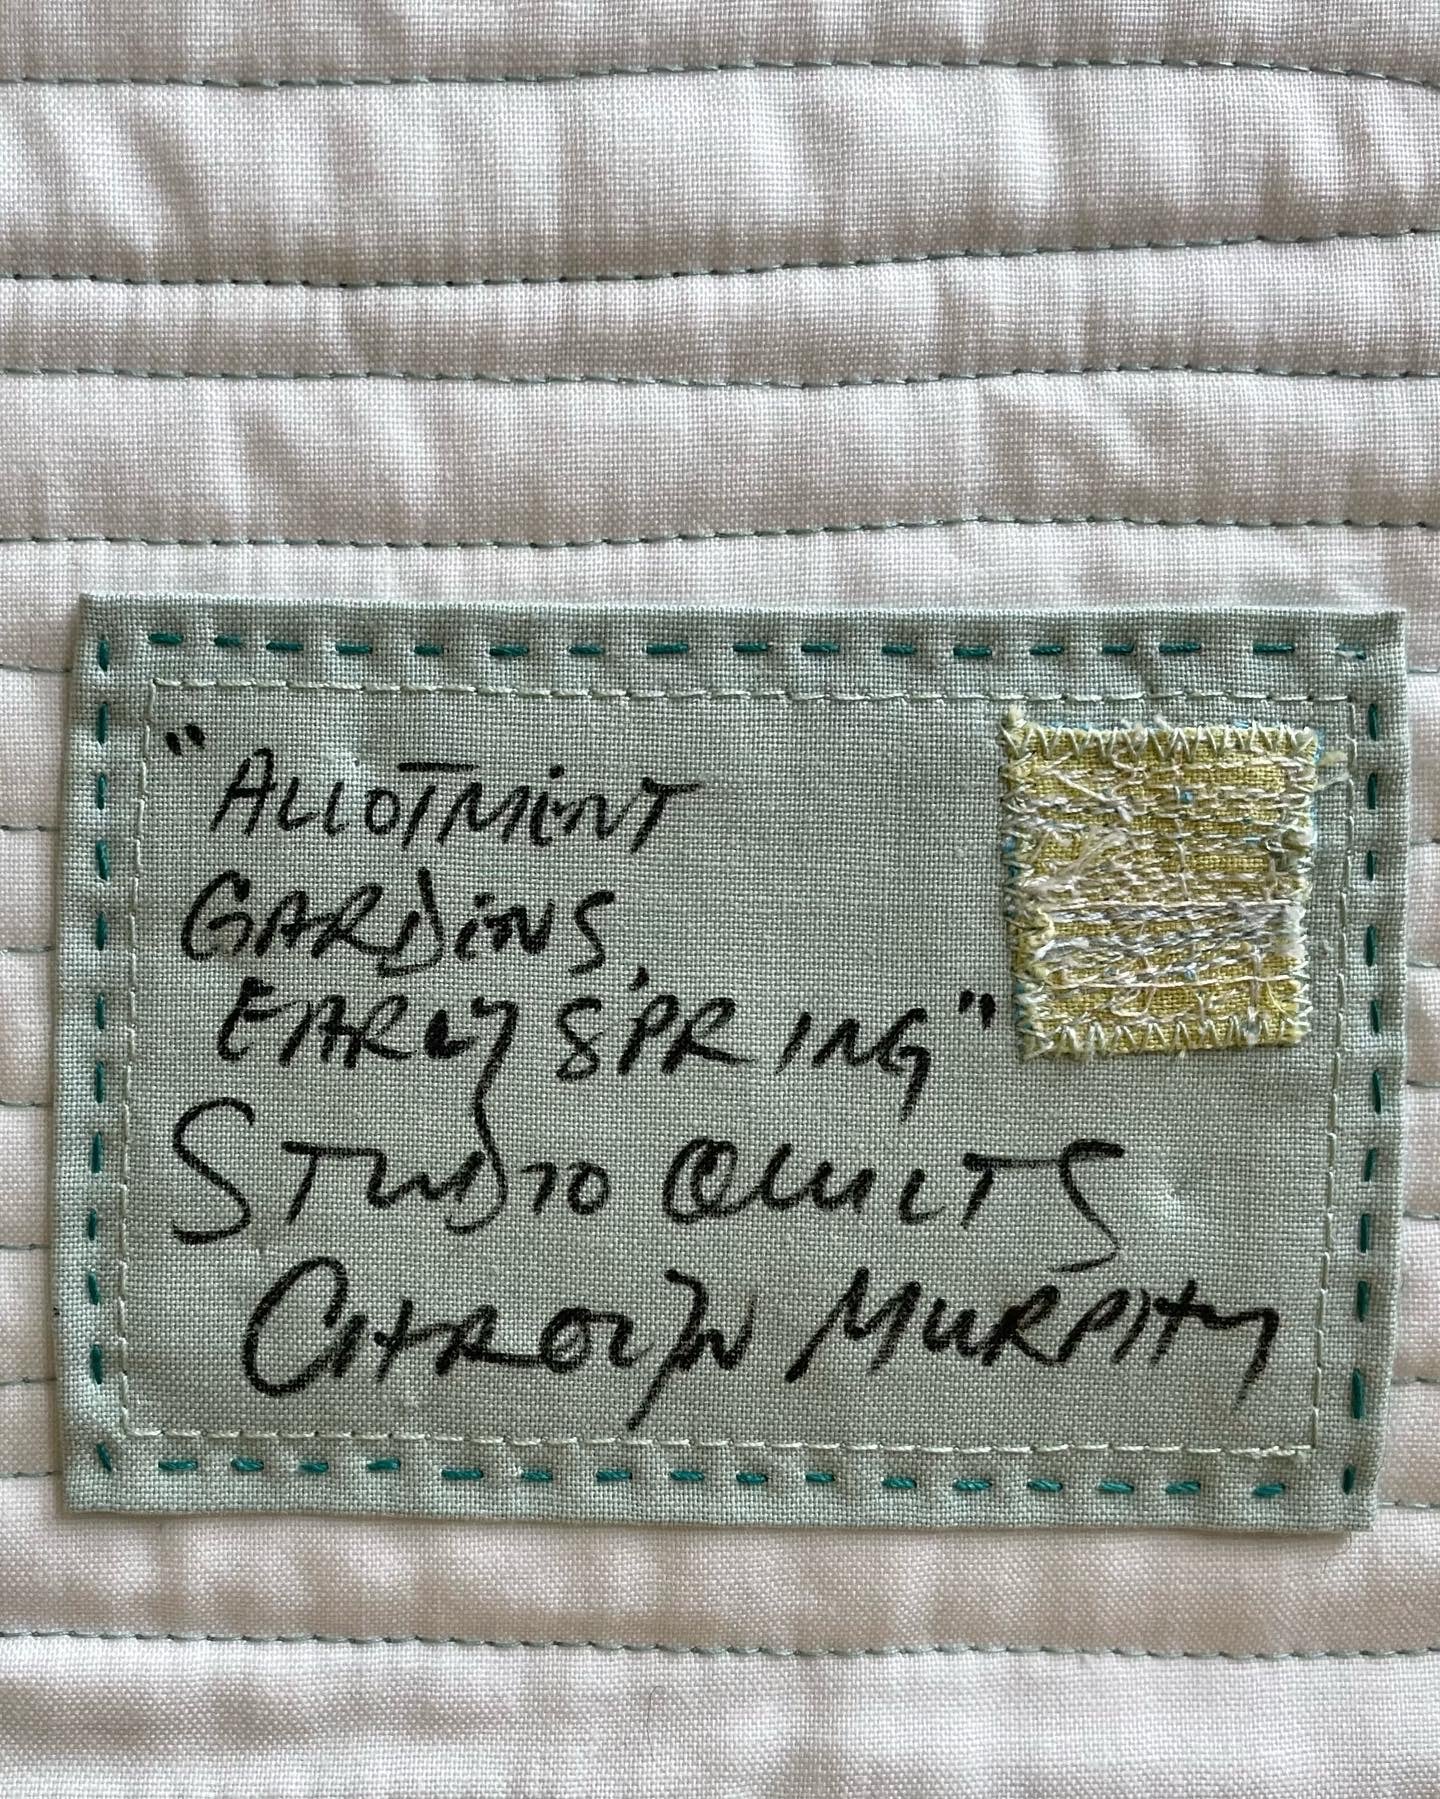 "ALLOTMENT
GARDENS,
EARLY SPRING"
STUDIO QUILTS
CAROLYN MURPHY